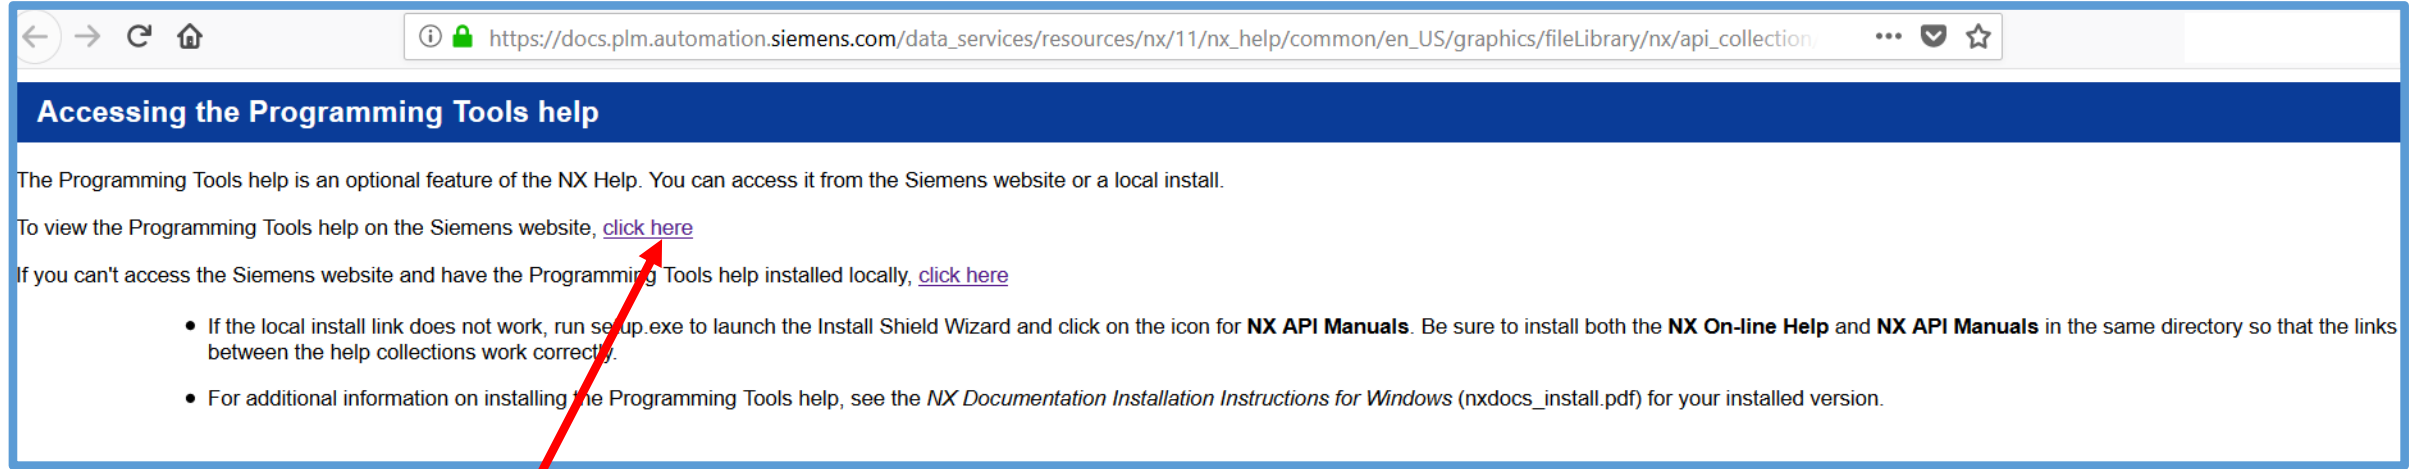 https://docs.plm.automation.siemens.com/data_services/resources/nx/11/nx_help/common/en_US/graphics/fileLibrary/nx/api_collection/
Accessing the Programming Tools help
The Programming Tools help is an optional feature of the NX Help. You can access it from the Siemens website or a local install.
To view the Programming Tools help on the Siemens website, click here
If you can't access the Siemens website and have the Programming Tools help installed locally, click here
● If the local install link does not work, run setup.exe to launch the Install Shield Wizard and click on the icon for NX API Manuals. Be sure to install both the NX On-line Help and NX API Manuals in the same directory so that the links
between the help collections work correctly.
● For additional information on installing the Programming Tools help, see the NX Documentation Installation Instructions for Windows (nxdocs_install.pdf) for your installed version.